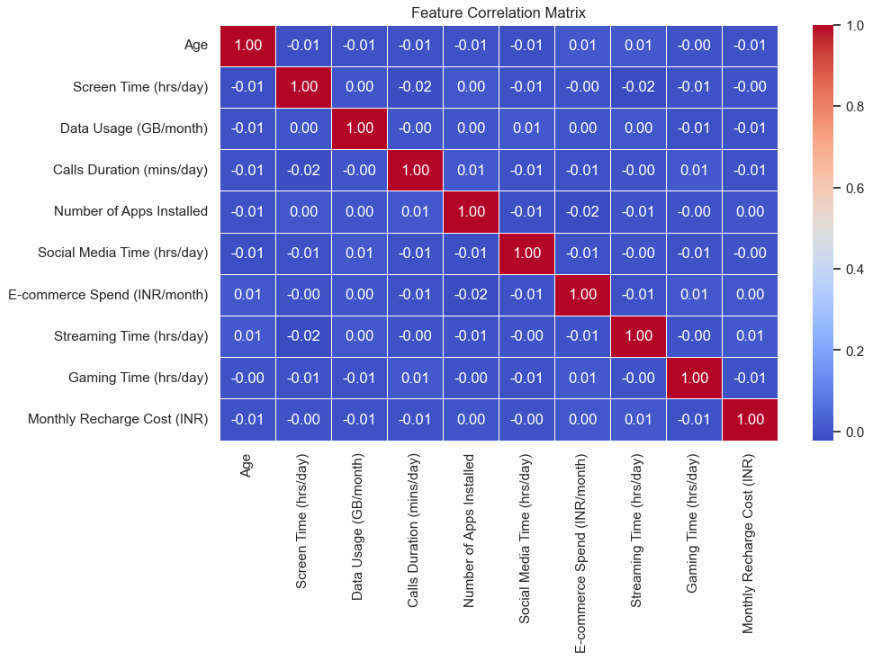 Feature Correlation Matrix
Age 1.00 -0.01 -0.01 -0.01 -0.01 -0.01 0.01 0.01 -0.00 -0.01
Screen Time (hrs/day) -0.01 1.00 0.00 -0.02 0.00 -0.01 -0.00 -0.02 -0.01 -0.00
Data Usage (GB/month) -0.01 0.00 1.00 -0.00 0.00 0.01 0.00 0.00 -0.01 -0.01
Calls Duration (mins/day) -0.01 -0.02 -0.00 1.00 0.01 -0.01 -0.01 -0.00 0.01 -0.01
Number of Apps Installed -0.01 0.00 0.00 0.01 1.00 -0.01 -0.02 -0.01 -0.00 0.00
Social Media Time (hrs/day) -0.01 -0.01 0.01 -0.01 -0.01 1.00 -0.01 -0.00 -0.01 -0.00
E-commerce Spend (INR/month) 0.01 -0.00 0.00 -0.01 -0.02 -0.01 1.00 -0.01 0.01 0.00
Streaming Time (hrs/day) 0.01 -0.02 0.00 -0.00 -0.01 -0.00 -0.01 1.00 -0.00 0.01
Gaming Time (hrs/day) -0.00 -0.01 -0.01 0.01 -0.00 -0.01 0.01 -0.00 1.00 -0.01
Monthly Recharge Cost (INR) -0.01 -0.00 -0.01 -0.01 0.00 -0.00 0.00 0.01 -0.01 1.00
Age
Screen Time (hrs/day)
Data Usage (GB/month)
Calls Duration (mins/day)
Number of Apps Installed
Social Media Time (hrs/day)
E-commerce Spend (INR/month)
Streaming Time (hrs/day)
Gaming Time (hrs/day)
Monthly Recharge Cost (INR)
1.0
0.8
0.6
0.4
0.2
0.0